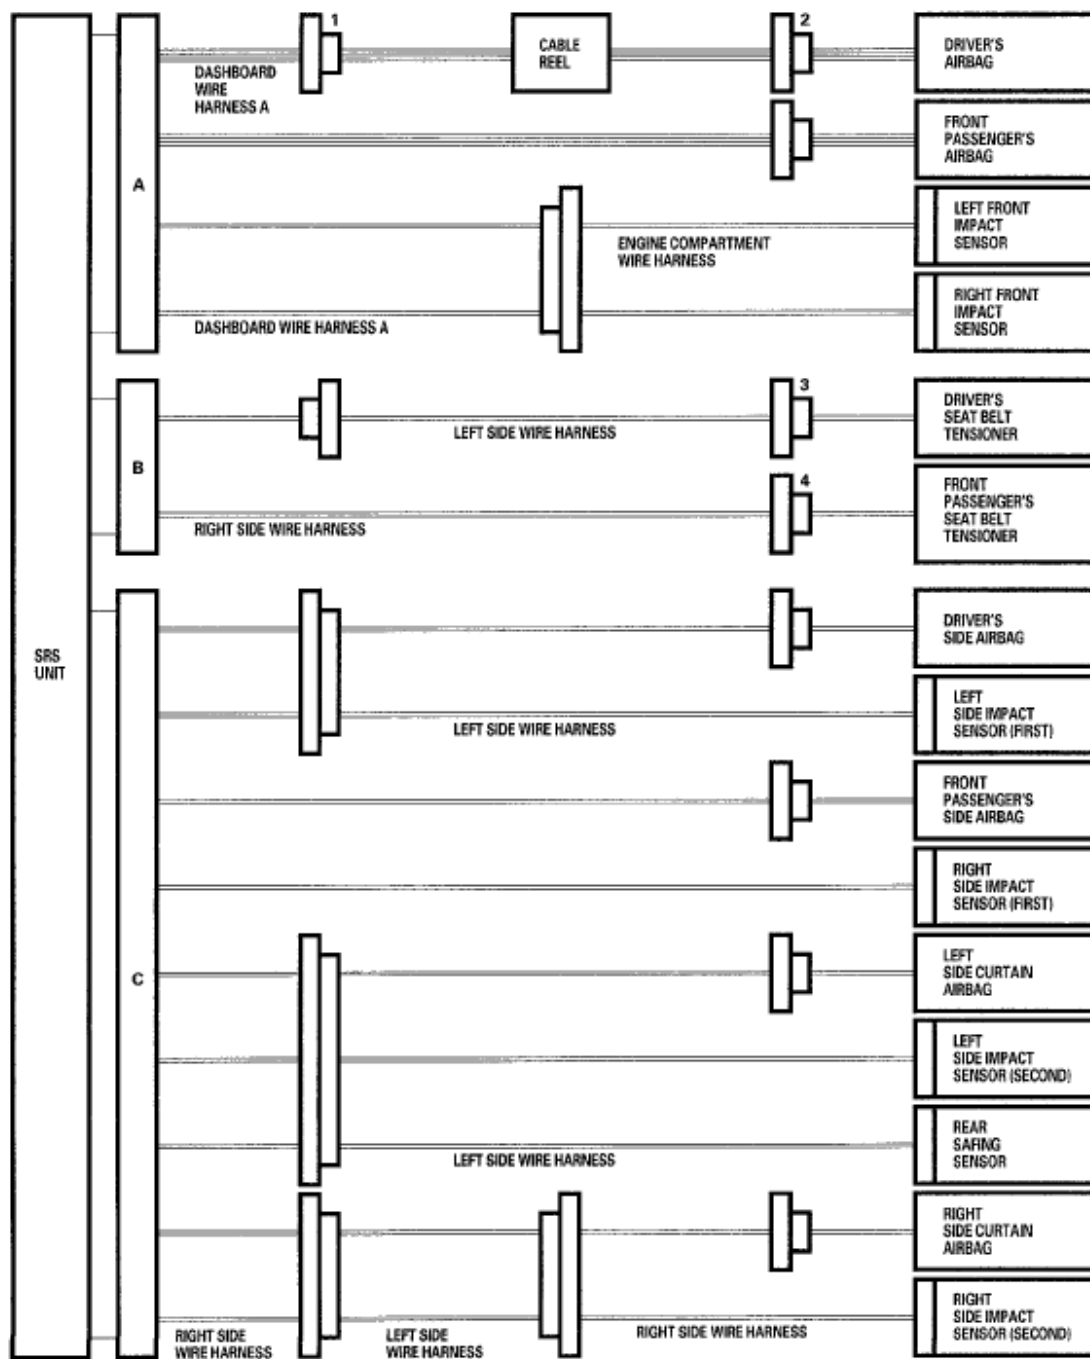 1
2
CABLE
REEL
DRIVER'S
AIRBAG
DASHBOARD
WIRE
HARNESS A
FRONT
PASSENGER'S
AIRBAG
A
LEFT FRONT
IMPACT
SENSOR
ENGINE COMPARTMENT
WIRE HARNESS
RIGHT FRONT
IMPACT
SENSOR
DASHBOARD WIRE HARNESS A
3
DRIVER'S
SEAT BELT
TENSIONER
LEFT SIDE WIRE HARNESS
B
4
FRONT
PASSENGER'S
SEAT BELT
TENSIONER
RIGHT SIDE WIRE HARNESS
DRIVER'S
SIDE AIRBAG
SRS
UNIT
LEFT
SIDE IMPACT
SENSOR (FIRST)
LEFT SIDE WIRE HARNESS
FRONT
PASSENGER'S
SIDE AIRBAG
RIGHT
SIDE IMPACT
SENSOR (FIRST)
C
LEFT
SIDE CURTAIN
AIRBAG
LEFT
SIDE IMPACT
SENSOR (SECOND)
REAR
SAFING
SENSOR
LEFT SIDE WIRE HARNESS
RIGHT
SIDE CURTAIN
AIRBAG
RIGHT
SIDE IMPACT
SENSOR (SECOND)
RIGHT SIDE
WIRE HARNESS
LEFT SIDE
WIRE HARNESS
RIGHT SIDE WIRE HARNESS